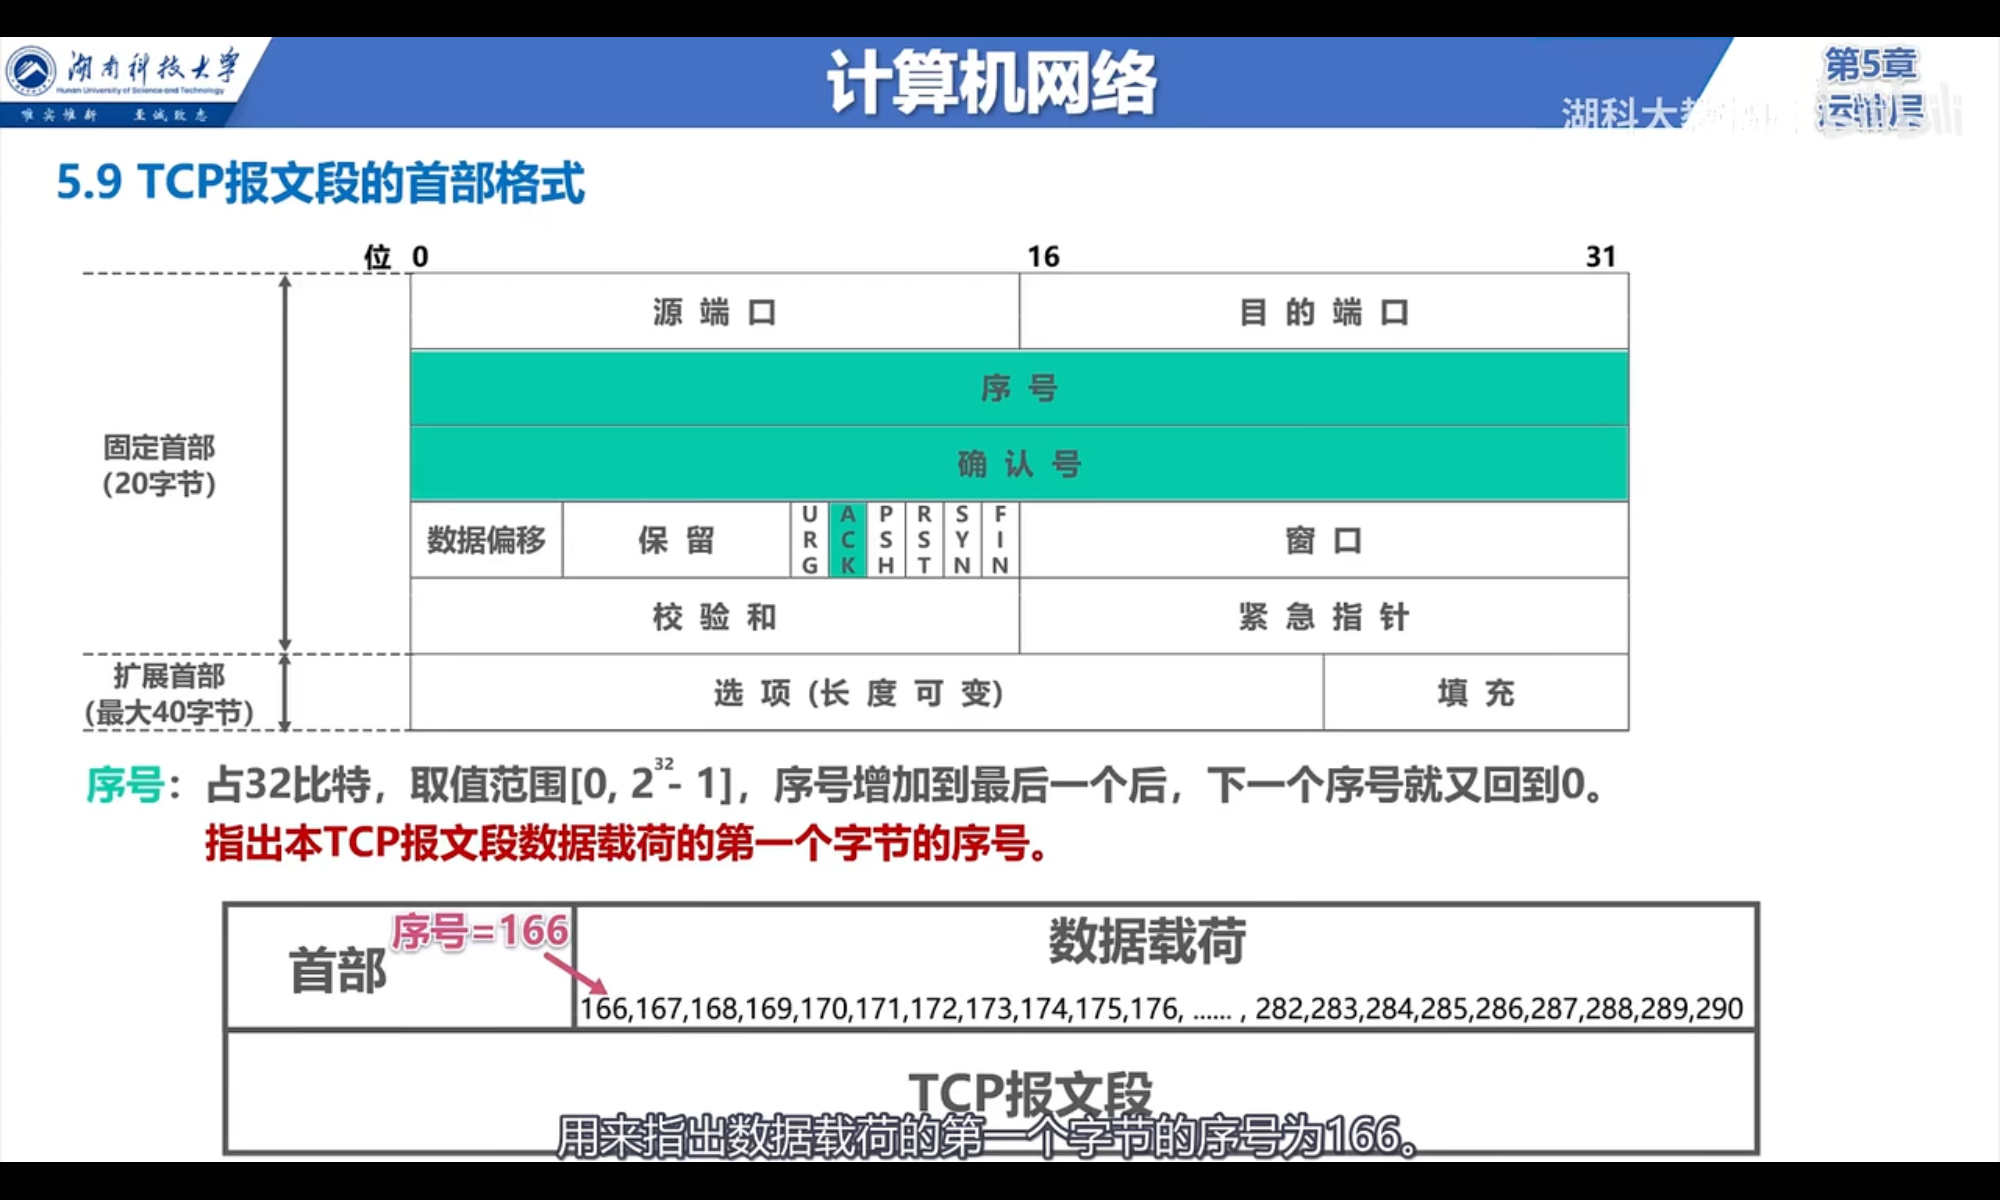 湖南科技大学
Hunan University of Science and Technology
唯实惟新 至诚致志
计算机网络
第5章
运输层
湖科大教
5.9 TCP报文段的首部格式
位 0 16 31
源端口 目的端口
序号
确认号
固定首部
(20字节)
数据偏移 保留 URG ACK PSH RST SYN FIN 窗口
校验和 紧急指针
扩展首部
(最大40字节)
选项(长度可变) 填充
序号：占32比特，取值范围[0, 2³²- 1]，序号增加到最后一个后，下一个序号就又回到0。
指出本TCP报文段数据载荷的第一个字节的序号。
首部 序号=166 数据载荷
166,167,168,169,170,171,172,173,174,175,176, ...... , 282,283,284,285,286,287,288,289,290
TCP报文段
用来指出数据载荷的第一个字节的序号为166。